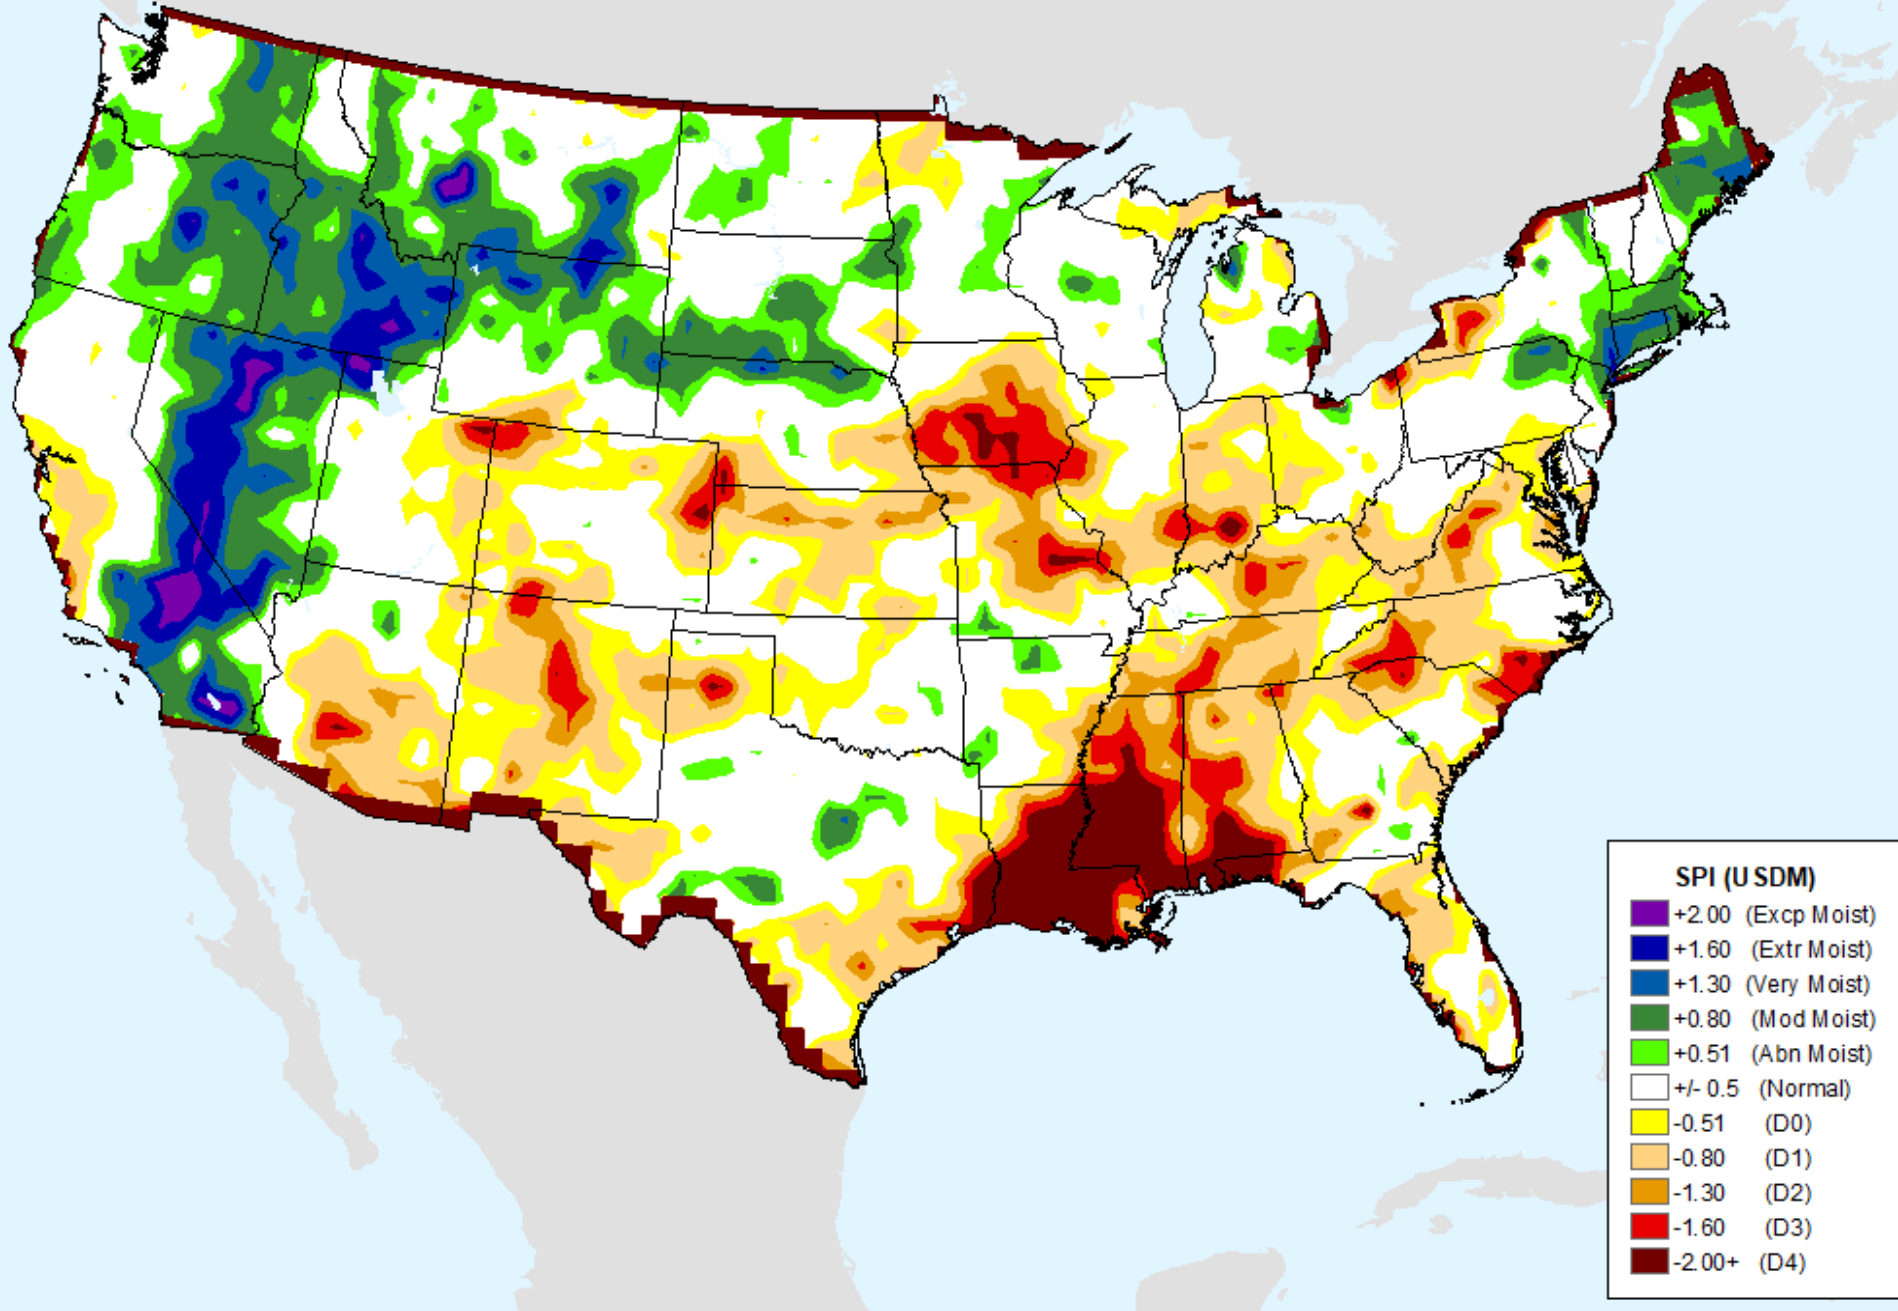 SPI (USDM)
+2.00 (Excp Moist)
+1.60 (Extr Moist)
+1.30 (Very Moist)
+0.80 (Mod Moist)
+0.51 (Abn Moist)
+/- 0.5 (Normal)
-0.51 (D0)
-0.80 (D1)
-1.30 (D2)
-1.60 (D3)
-2.00+ (D4)